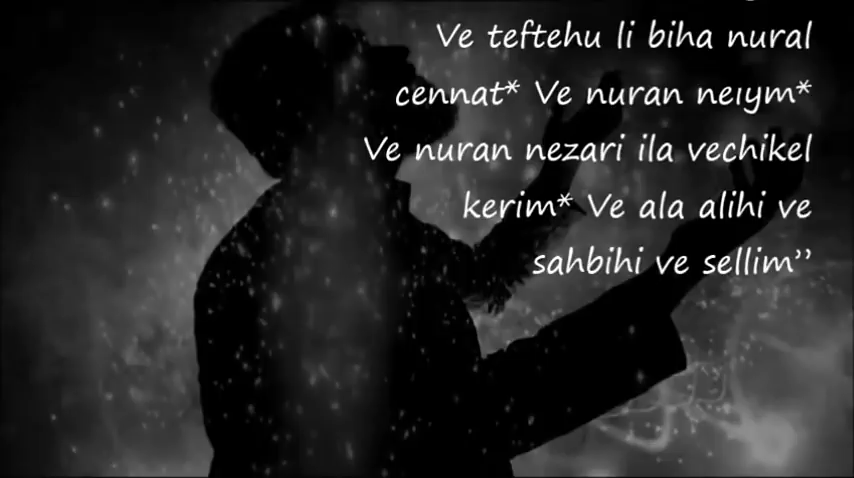 Ve teftehu li biha nural
cennat* Ve nuran neıym*
Ve nuran nezari ila vechikel
kerim* Ve ala alihi ve
sahbihi ve sellim’’